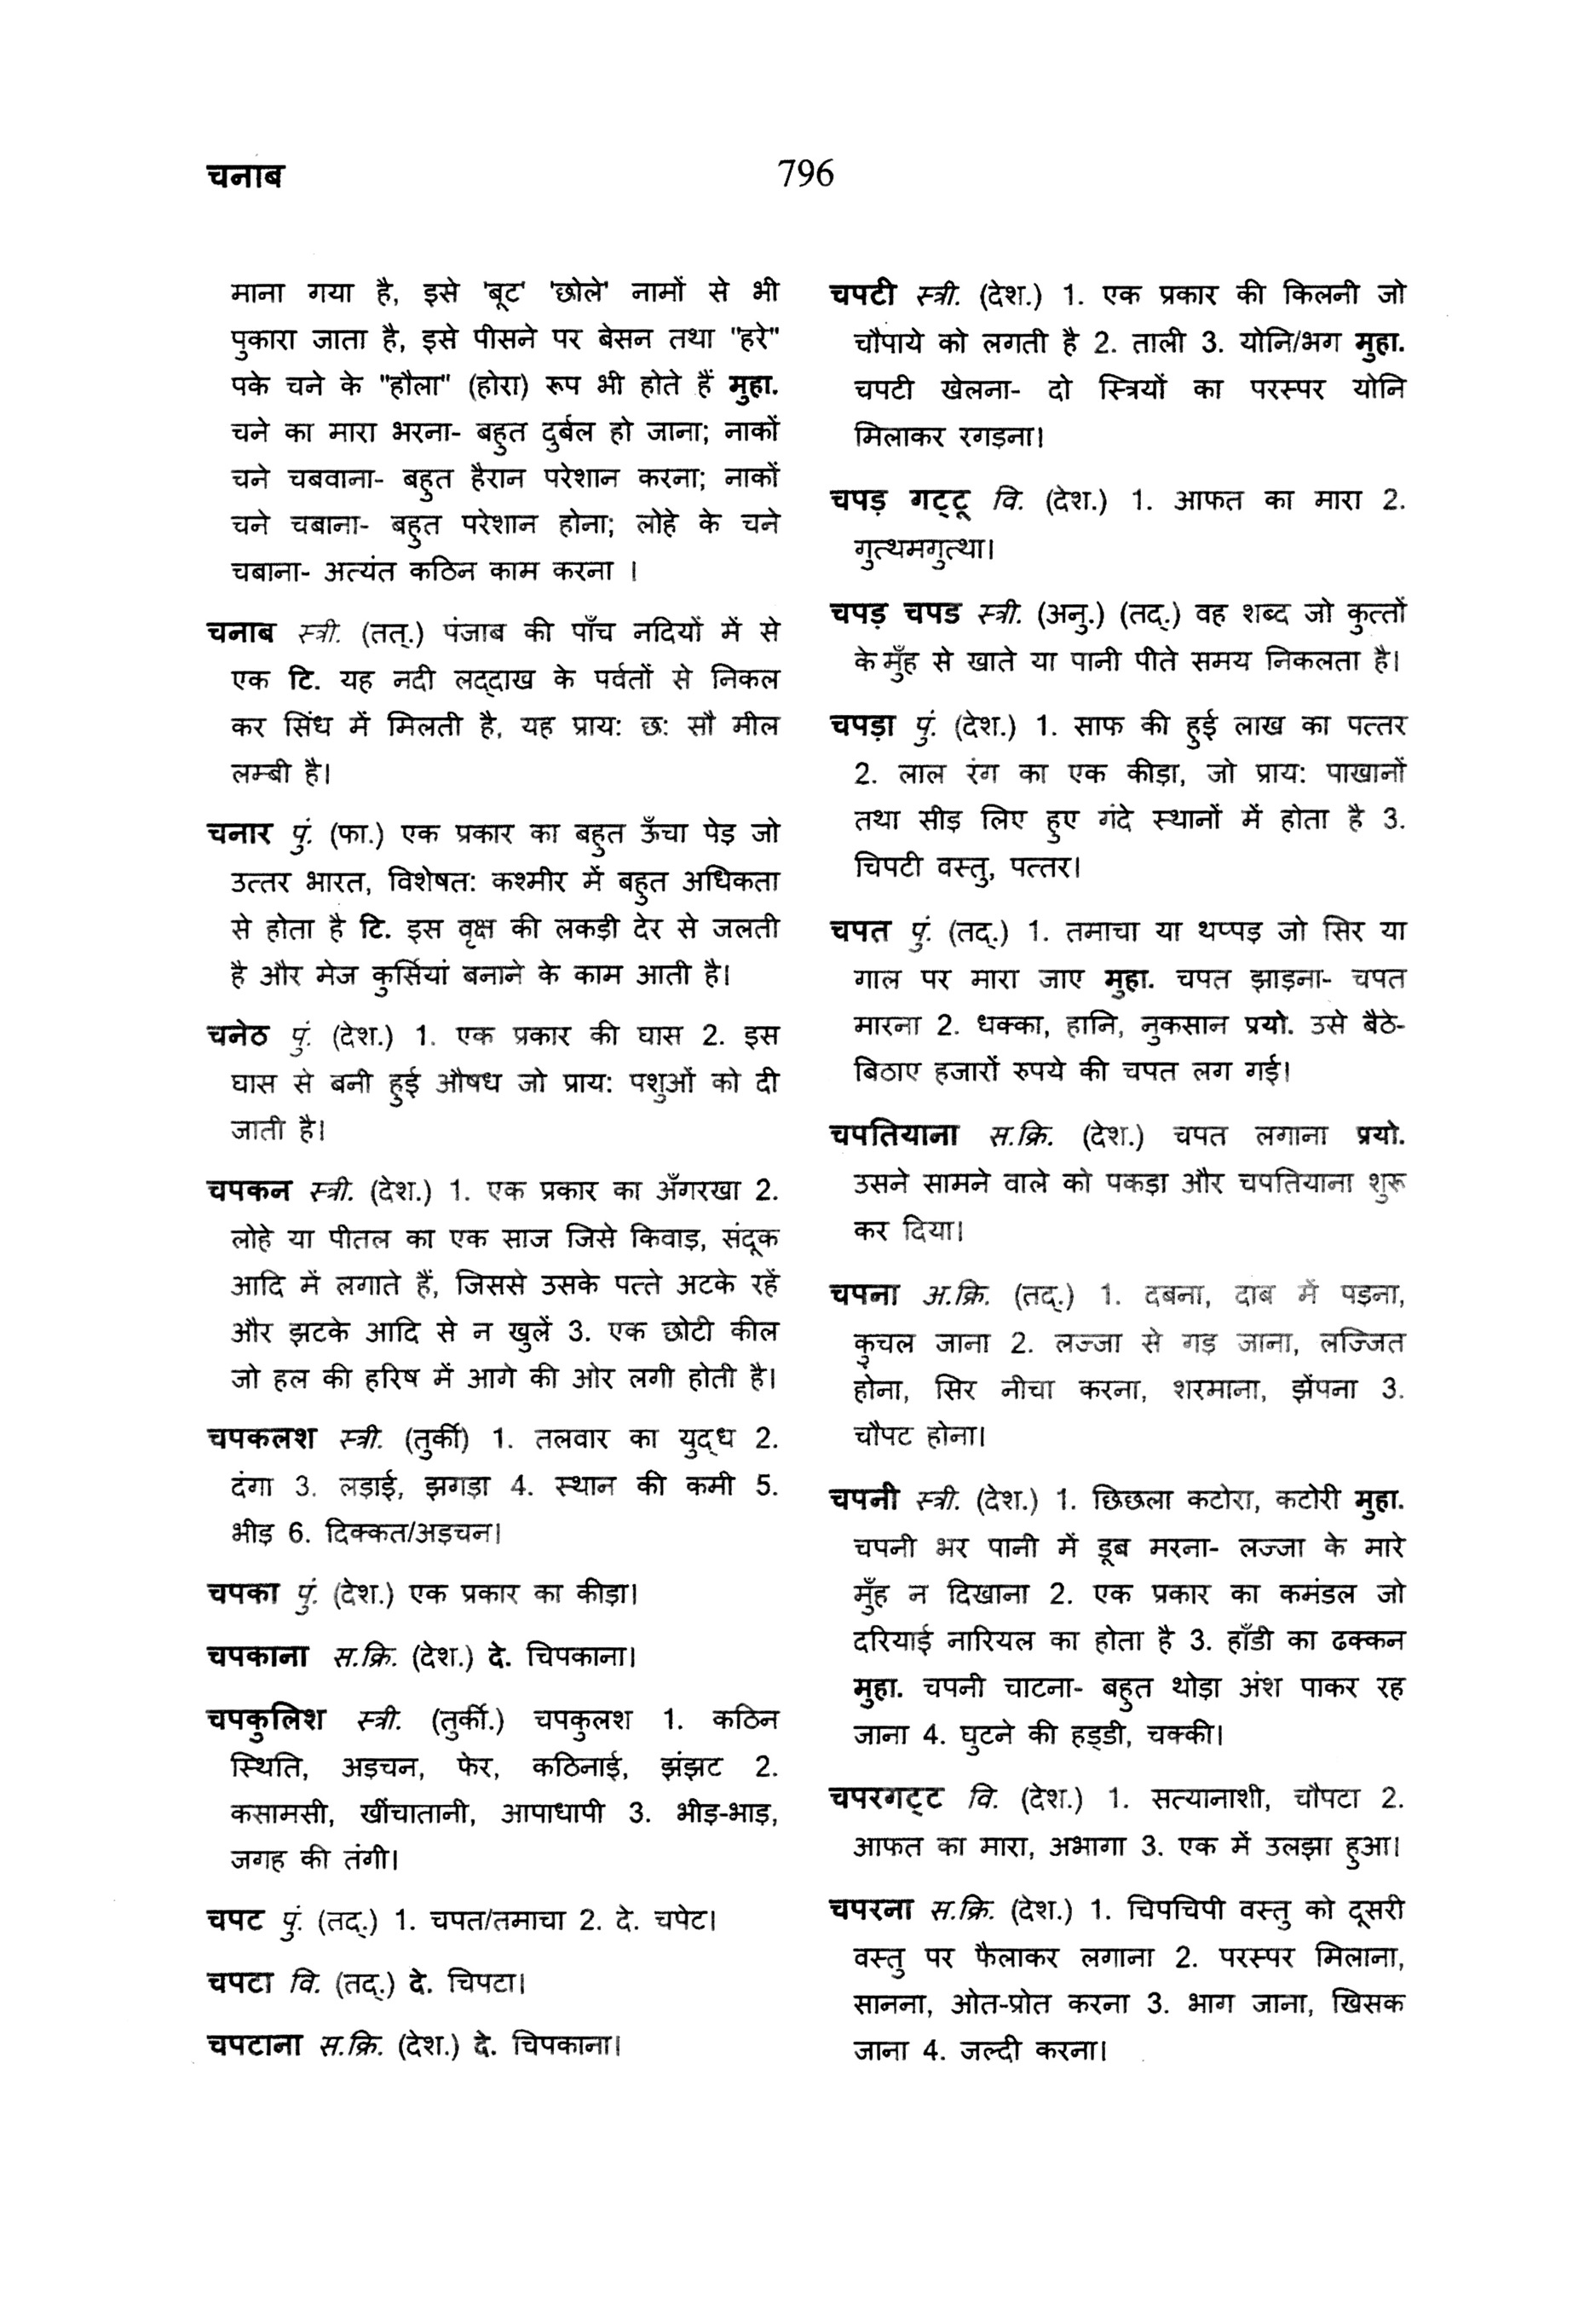 चनाब
796
माना गया है, इसे 'बूट' 'छोले' नामों से भी
पुकारा जाता है, इसे पीसने पर बेसन तथा "हरे"
पके चने के "हौला" (होरा) रूप भी होते हैं मुहा.
चने का मारा भरना- बहुत दुर्बल हो जाना; नाकों
चने चबवाना- बहुत हैरान परेशान करना; नाकों
चने चबाना- बहुत परेशान होना; लोहे के चने
चबाना- अत्यंत कठिन काम करना ।
चनाब स्त्री. (तत्.) पंजाब की पाँच नदियों में से
एक टि. यह नदी लद्दाख के पर्वतों से निकल
कर सिंध में मिलती है, यह प्राय: छ: सौ मील
लम्बी है।
चनार पुं. (फा.) एक प्रकार का बहुत ऊँचा पेड़ जो
उत्तर भारत, विशेषत: कश्मीर में बहुत अधिकता
से होता है टि. इस वृक्ष की लकड़ी देर से जलती
है और मेज कुर्सियां बनाने के काम आती है।
चनेठ पुं. (देश.) 1. एक प्रकार की घास 2. इस
घास से बनी हुई औषध जो प्राय: पशुओं को दी
जाती है।
चपकन स्त्री. (देश.) 1. एक प्रकार का अँगरखा 2.
लोहे या पीतल का एक साज जिसे किवाड़, संदूक
आदि में लगाते हैं, जिससे उसके पत्ते अटके रहें
और झटके आदि से न खुलें 3. एक छोटी कील
जो हल की हरिष में आगे की ओर लगी होती है।
चपकलश स्त्री. (तुर्की) 1. तलवार का युद्ध 2.
दंगा 3. लड़ाई, झगड़ा 4. स्थान की कमी 5.
भीड़ 6. दिक्कत/अड़चन।
चपका पुं. (देश.) एक प्रकार का कीड़ा।
चपकाना स.क्रि. (देश.) दे. चिपकाना।
चपकुलिश स्त्री. (तुर्की.) चपकुलश 1. कठिन
स्थिति, अड़चन, फेर, कठिनाई, झंझट 2.
कसामसी, खींचातानी, आपाधापी 3. भीड़-भाड़,
जगह की तंगी।
चपट पुं. (तद्.) 1. चपत/तमाचा 2. दे. चपेट।
चपटा वि. (तद्.) दे. चिपटा।
चपटाना स.क्रि. (देश.) दे. चिपकाना।
चपटी स्त्री. (देश.) 1. एक प्रकार की किलनी जो
चौपाये को लगती है 2. ताली 3. योनि/भग मुहा.
चपटी खेलना- दो स्त्रियों का परस्पर योनि
मिलाकर रगड़ना।
चपड़ गट्टू वि. (देश.) 1. आफत का मारा 2.
गुत्थमगुत्था।
चपड़ चपड स्त्री. (अनु.) (तद्.) वह शब्द जो कुत्तों
के मुँह से खाते या पानी पीते समय निकलता है।
चपड़ा पुं. (देश.) 1. साफ की हुई लाख का पत्तर
2. लाल रंग का एक कीड़ा, जो प्राय: पाखानों
तथा सीड़ लिए हुए गंदे स्थानों में होता है 3.
चिपटी वस्तु, पत्तर।
चपत पुं. (तद्.) 1. तमाचा या थप्पड़ जो सिर या
गाल पर मारा जाए मुहा. चपत झाड़ना- चपत
मारना 2. धक्का, हानि, नुकसान प्रयो. उसे बैठे-
बिठाए हजारों रुपये की चपत लग गई।
चपतियाना स.क्रि. (देश.) चपत लगाना प्रयो.
उसने सामने वाले को पकड़ा और चपतियाना शुरू
कर दिया।
चपना अ.क्रि. (तद्.) 1. दबना, दाब में पड़ना,
कुचल जाना 2. लज्जा से गड़ जाना, लज्जित
होना, सिर नीचा करना, शरमाना, झेंपना 3.
चौपट होना।
चपनी स्त्री. (देश.) 1. छिछला कटोरा, कटोरी मुहा.
चपनी भर पानी में डूब मरना- लज्जा के मारे
मुँह न दिखाना 2. एक प्रकार का कमंडल जो
दरियाई नारियल का होता है 3. हाँडी का ढक्कन
मुहा. चपनी चाटना- बहुत थोड़ा अंश पाकर रह
जाना 4. घुटने की हड्डी, चक्की।
चपरगट्ट वि. (देश.) 1. सत्यानाशी, चौपटा 2.
आफत का मारा, अभागा 3. एक में उलझा हुआ।
चपरना स.क्रि. (देश.) 1. चिपचिपी वस्तु को दूसरी
वस्तु पर फैलाकर लगाना 2. परस्पर मिलाना,
सानना, ओत-प्रोत करना 3. भाग जाना, खिसक
जाना 4. जल्दी करना।